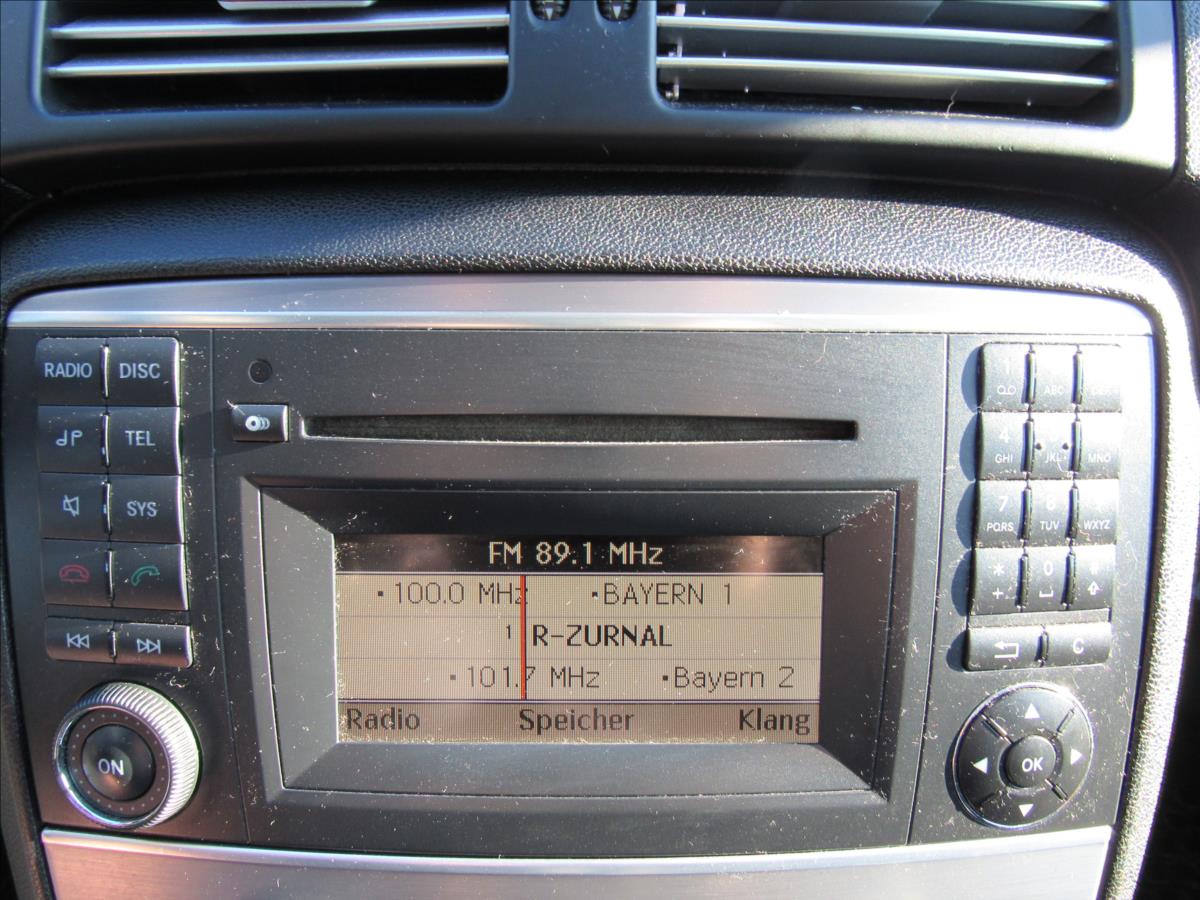 RADIO DISC
TEL
SYS
ON
FM 89.1 MHz
100.0 MHz BAYERN 1
1 R-ZURNAL
101.7 MHz Bayern 2
Radio Speicher Klang
ABC
4 GHI JKL MNO
7 PQRS TUV WXYZ
* + 0
C
OK